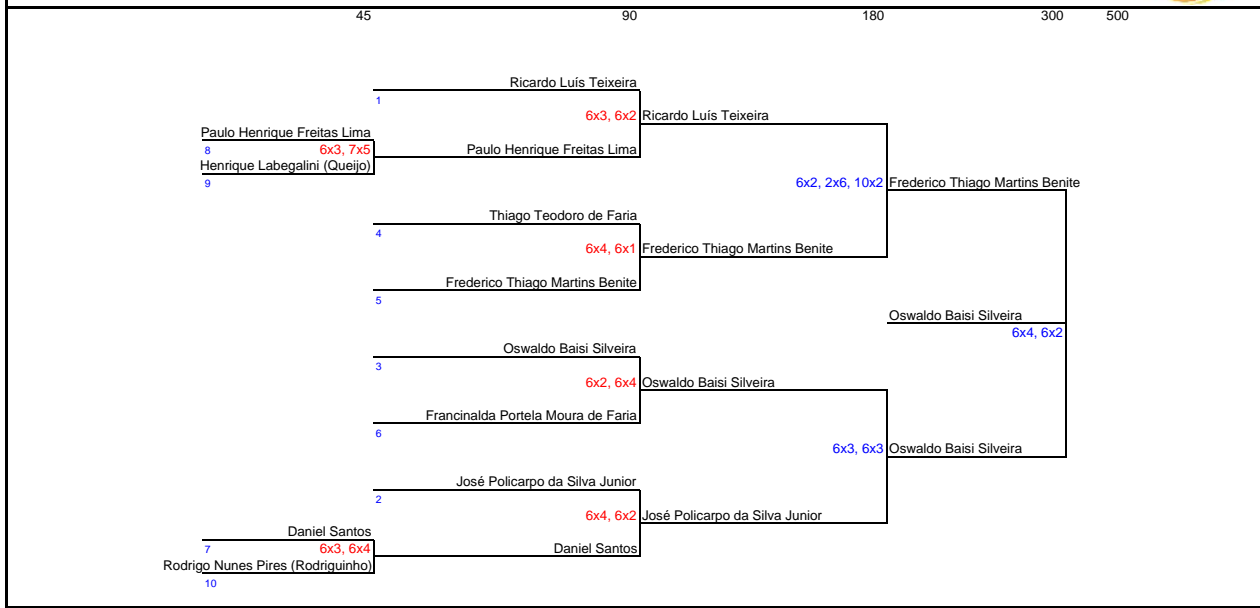 45 90 180 300 500
Ricardo Luís Teixeira
1
6x3, 6x2 Ricardo Luís Teixeira
Paulo Henrique Freitas Lima
8 6x3, 7x5 Paulo Henrique Freitas Lima
Henrique Labegalini (Queijo)
9
6x2, 2x6, 10x2 Frederico Thiago Martins Benite
Thiago Teodoro de Faria
4
6x4, 6x1 Frederico Thiago Martins Benite
Frederico Thiago Martins Benite
5
Oswaldo Baisi Silveira
6x4, 6x2
Oswaldo Baisi Silveira
3
6x2, 6x4 Oswaldo Baisi Silveira
Francinalda Portela Moura de Faria
6
6x3, 6x3 Oswaldo Baisi Silveira
José Policarpo da Silva Junior
2
6x4, 6x2 José Policarpo da Silva Junior
Daniel Santos
7 6x3, 6x4 Daniel Santos
Rodrigo Nunes Pires (Rodriguinho)
10